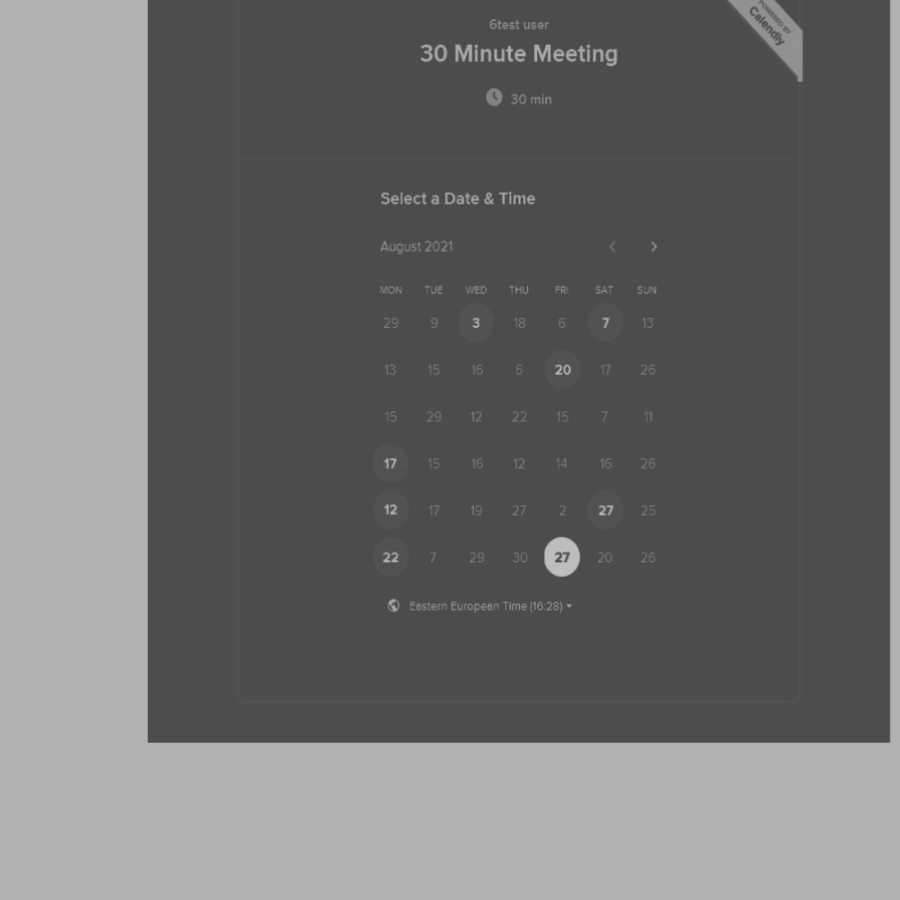 POWERED BY
Calendly
6test user
30 Minute Meeting
30 min
Select a Date & Time
August 2021
MON TUE WED THU FRI SAT SUN
29 9 3 18 6 7 13
13 15 16 6 20 17 26
15 29 12 22 15 7 11
17 15 16 12 14 16 26
12 17 19 27 2 27 25
22 7 29 30 27 20 26
Eastern European Time (16:28)